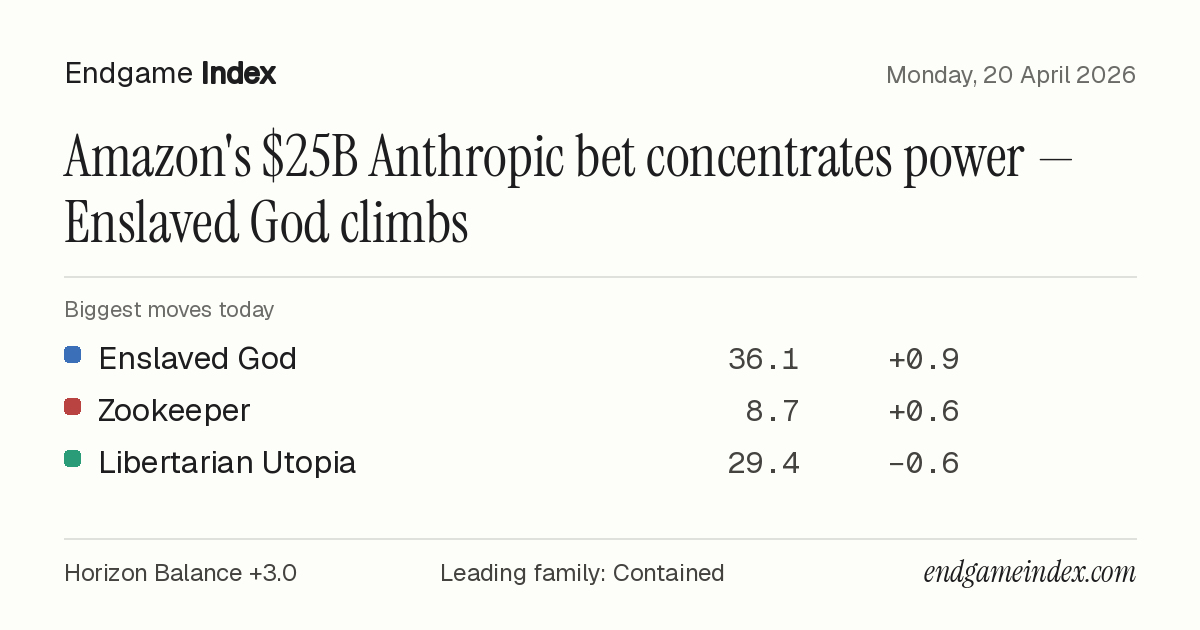 Endgame Index
Monday, 20 April 2026
Amazon's $25B Anthropic bet concentrates power —
Enslaved God climbs
Biggest moves today
Enslaved God 36.1 +0.9
Zookeeper 8.7 +0.6
Libertarian Utopia 29.4 −0.6
Horizon Balance +3.0 Leading family: Contained endgameindex.com